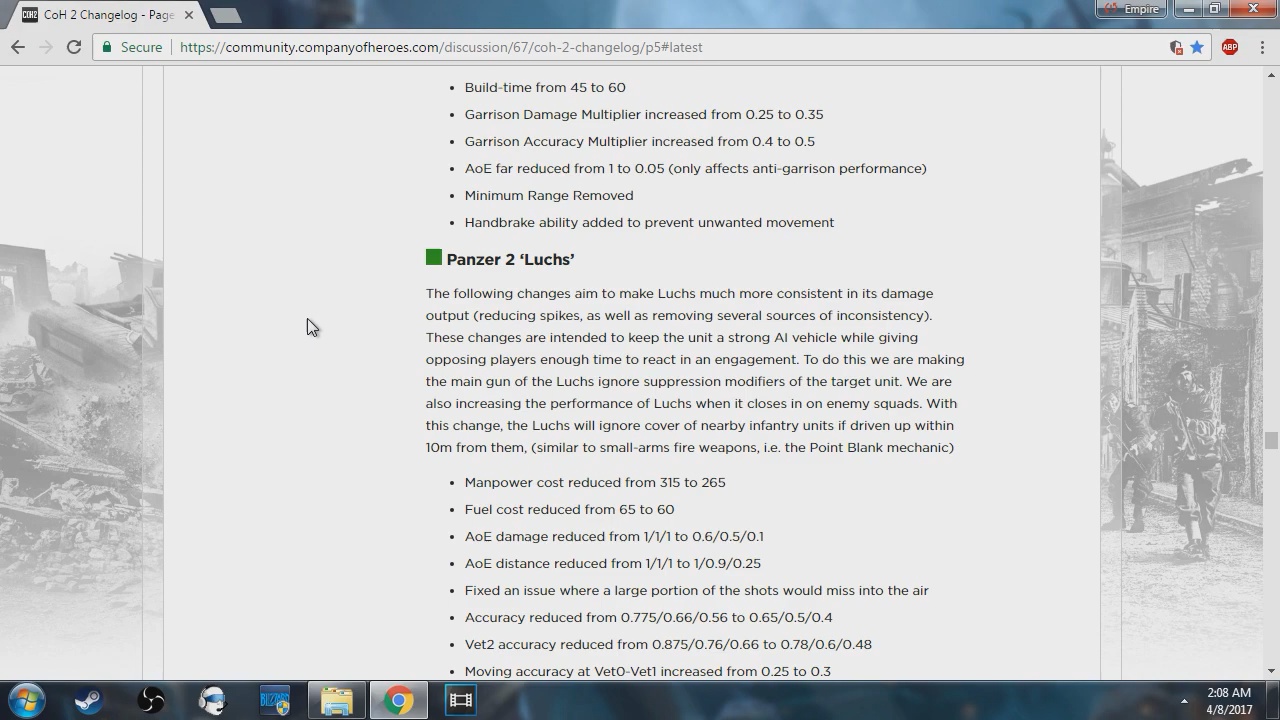 CoH 2 Changelog - Page
Empire
Secure
https://community.companyofheroes.com/discussion/67/coh-2-changelog/p5#latest
ABP
• Build-time from 45 to 60
• Garrison Damage Multiplier increased from 0.25 to 0.35
• Garrison Accuracy Multiplier increased from 0.4 to 0.5
• AoE far reduced from 1 to 0.05 (only affects anti-garrison performance)
• Minimum Range Removed
• Handbrake ability added to prevent unwanted movement
Panzer 2 ‘Luchs’
The following changes aim to make Luchs much more consistent in its damage
output (reducing spikes, as well as removing several sources of inconsistency).
These changes are intended to keep the unit a strong AI vehicle while giving
opposing players enough time to react in an engagement. To do this we are making
the main gun of the Luchs ignore suppression modifiers of the target unit. We are
also increasing the performance of Luchs when it closes in on enemy squads. With
this change, the Luchs will ignore cover of nearby infantry units if driven up within
10m from them, (similar to small-arms fire weapons, i.e. the Point Blank mechanic)
• Manpower cost reduced from 315 to 265
• Fuel cost reduced from 65 to 60
• AoE damage reduced from 1/1/1 to 0.6/0.5/0.1
• AoE distance reduced from 1/1/1 to 1/0.9/0.25
• Fixed an issue where a large portion of the shots would miss into the air
• Accuracy reduced from 0.775/0.66/0.56 to 0.65/0.5/0.4
• Vet2 accuracy reduced from 0.875/0.76/0.66 to 0.78/0.6/0.48
• Moving accuracy at Vet0-Vet1 increased from 0.25 to 0.3
BLIZZARD
2:08 AM
4/8/2017